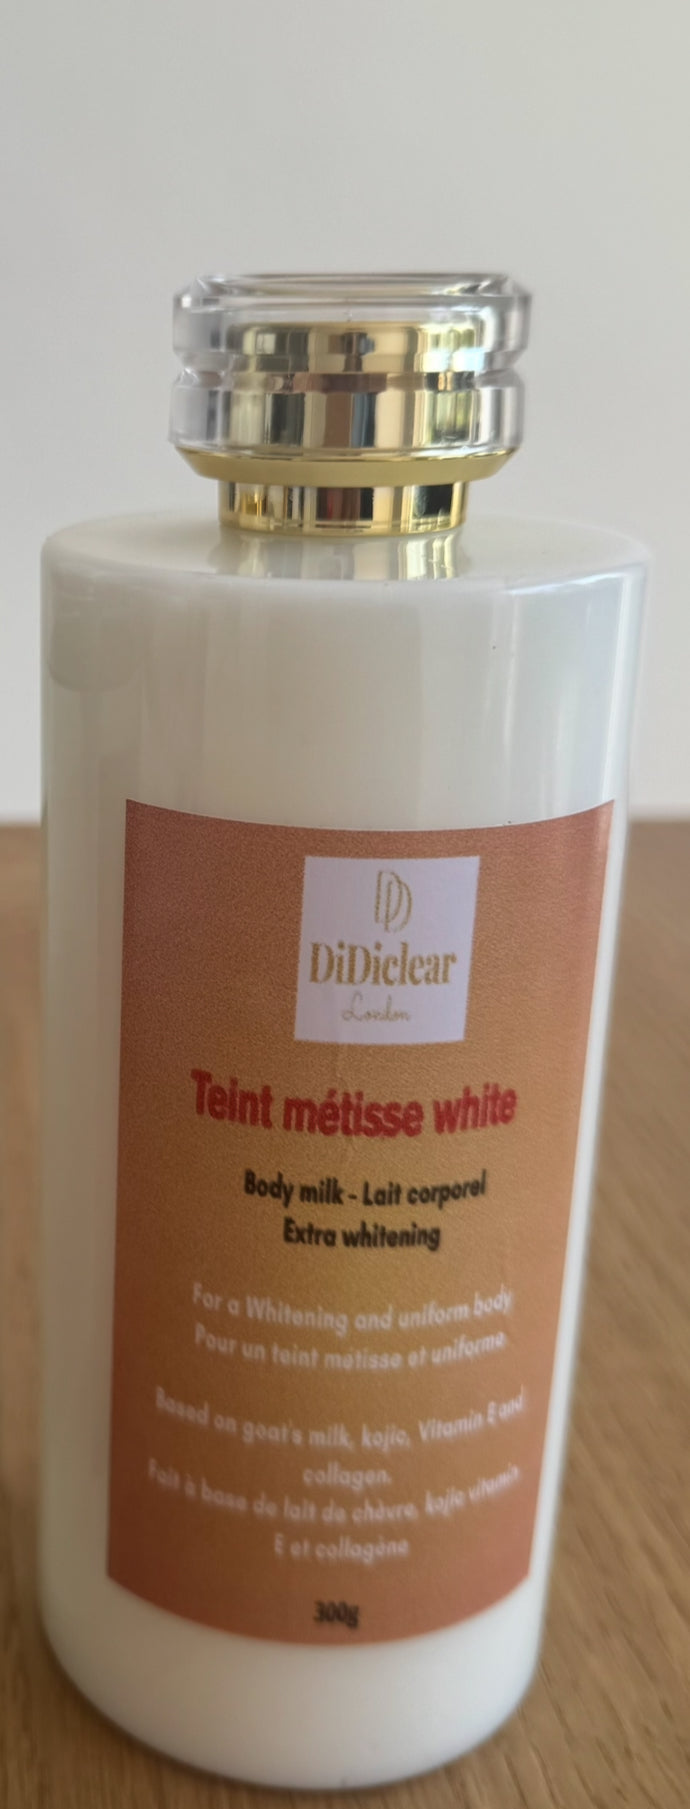 DD
DiDiclear
London
Teint métisse white
Body milk - Lait corporel
Extra whitening
For a Whitening and uniform body
Pour un teint métisse et uniforme
Based on goat's milk, kojic, Vitamin E and
collagen.
Fait à base de lait de chèvre, kojic vitamin
E et collagène
300g